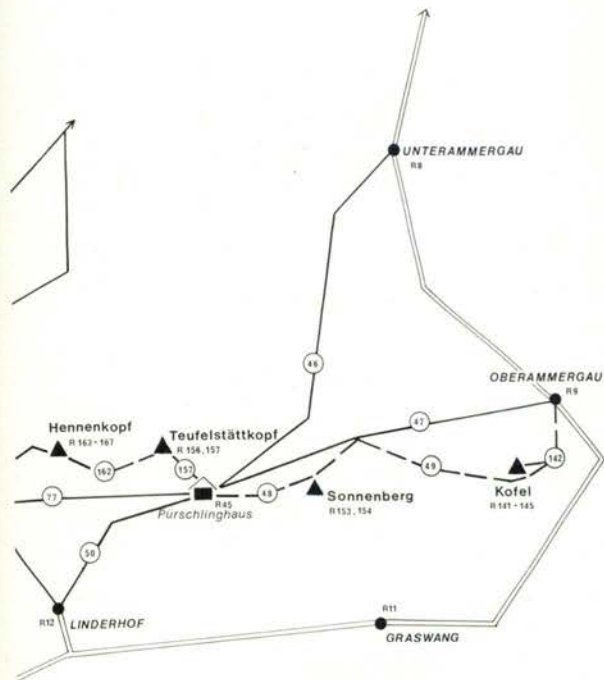 UNTERAMMERGAU
R8
46
OBERAMMERGAU
R9
47
Hennenkopf
R 163-167
Teufelstättkopf
R 156, 157
162
157
142
49
Kofel
R 141-145
77
R45
Pürschlinghaus
48
Sonnenberg
R 153, 154
50
R12
LINDERHOF
R11
GRASWANG